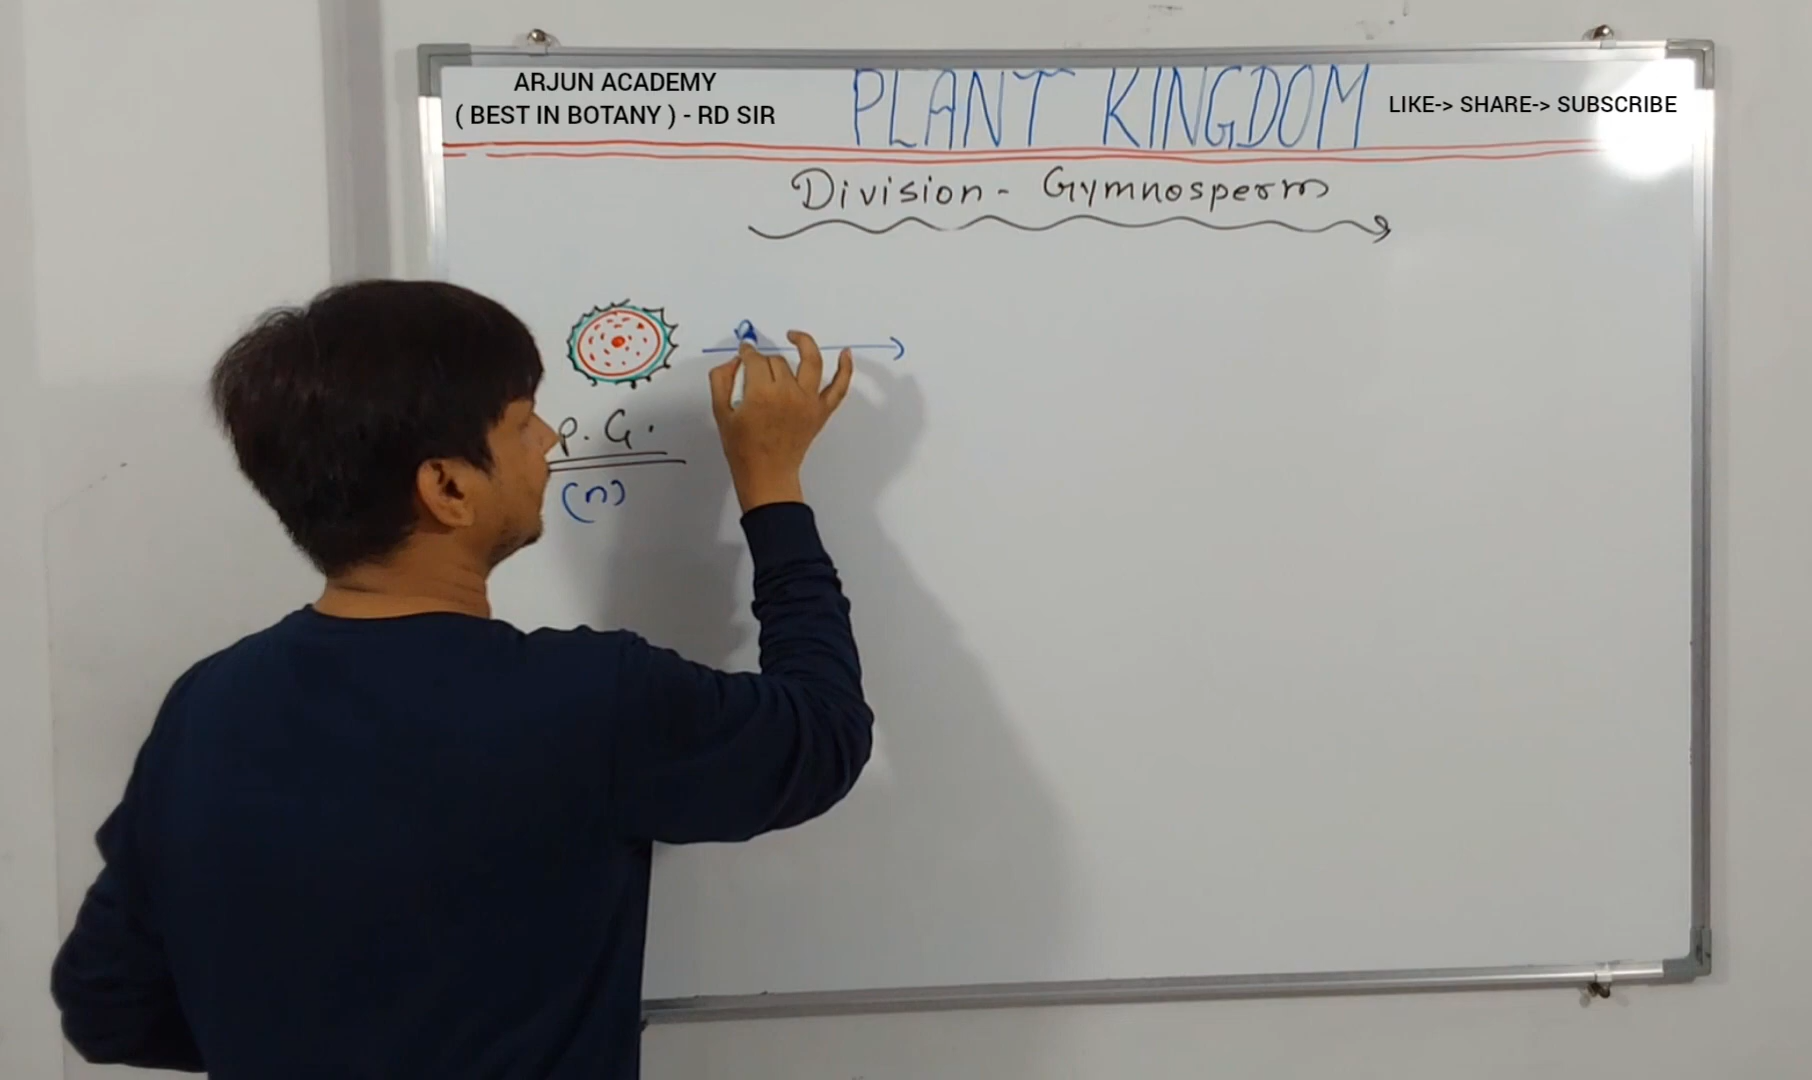 ARJUN ACADEMY
( BEST IN BOTANY ) - RD SIR
PLANT KINGDOM
LIKE-> SHARE-> SUBSCRIBE
Division - Gymnosperm
P. G.
(n)